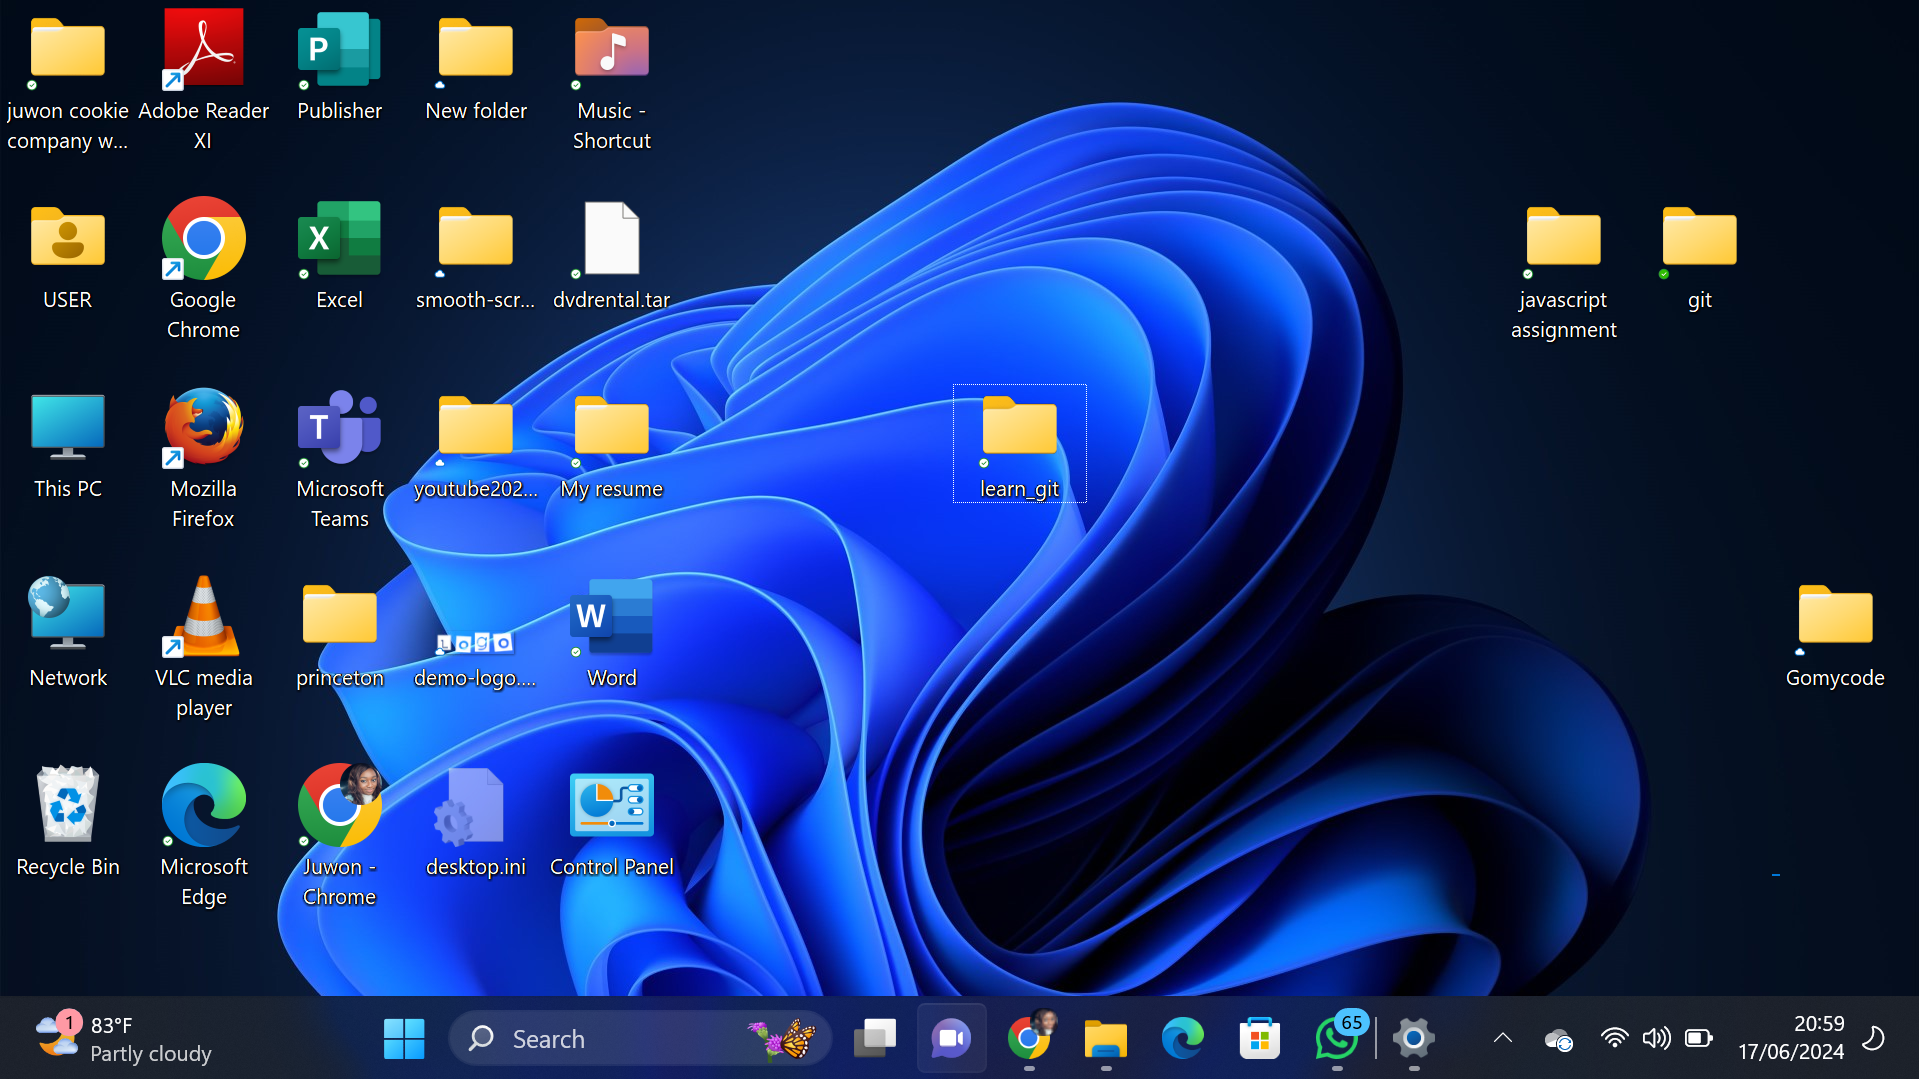 juwon cookie
company w...
Adobe Reader
XI
Publisher
New folder
Music -
Shortcut
USER
Google
Chrome
Excel
smooth-scr...
dvdrental.tar
javascript
assignment
git
This PC
Mozilla
Firefox
Microsoft
Teams
youtube202...
My resume
learn_git
Network
VLC media
player
princeton
Logo
demo-logo....
Word
Gomycode
Recycle Bin
Microsoft
Edge
Juwon -
Chrome
desktop.ini
Control Panel
1
83°F
Partly cloudy
Search
65
20:59
17/06/2024